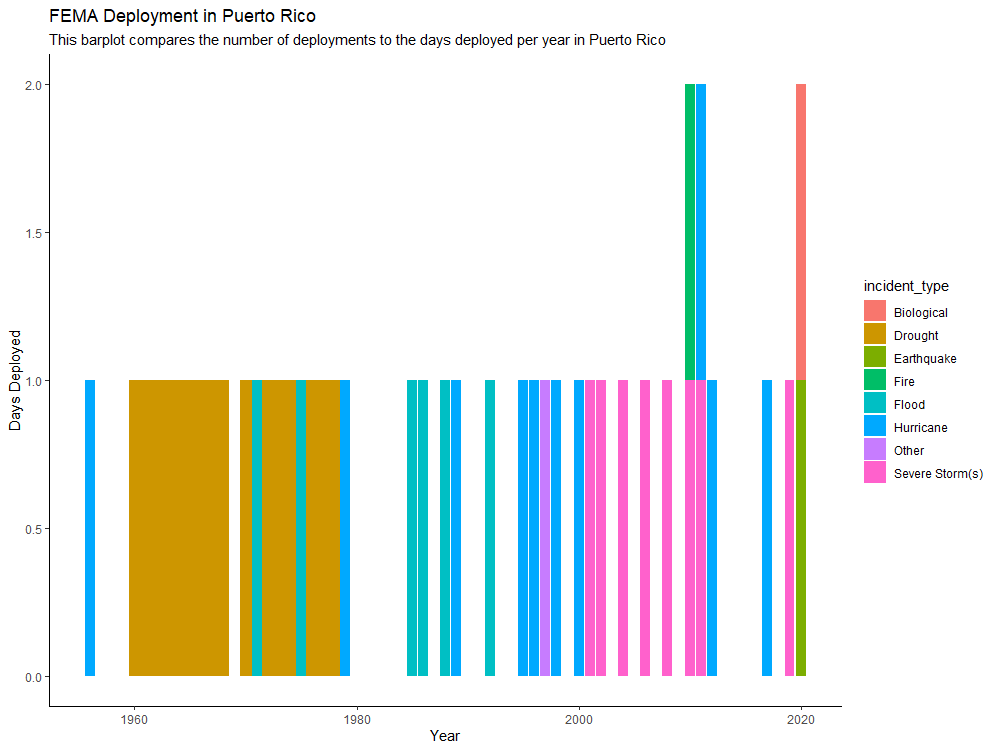 FEMA Deployment in Puerto Rico
This barplot compares the number of deployments to the days deployed per year in Puerto Rico
2.0
1.5
1.0
0.5
0.0
Days Deployed
1960
1980
2000
2020
Year
incident_type
Biological
Drought
Earthquake
Fire
Flood
Hurricane
Other
Severe Storm(s)